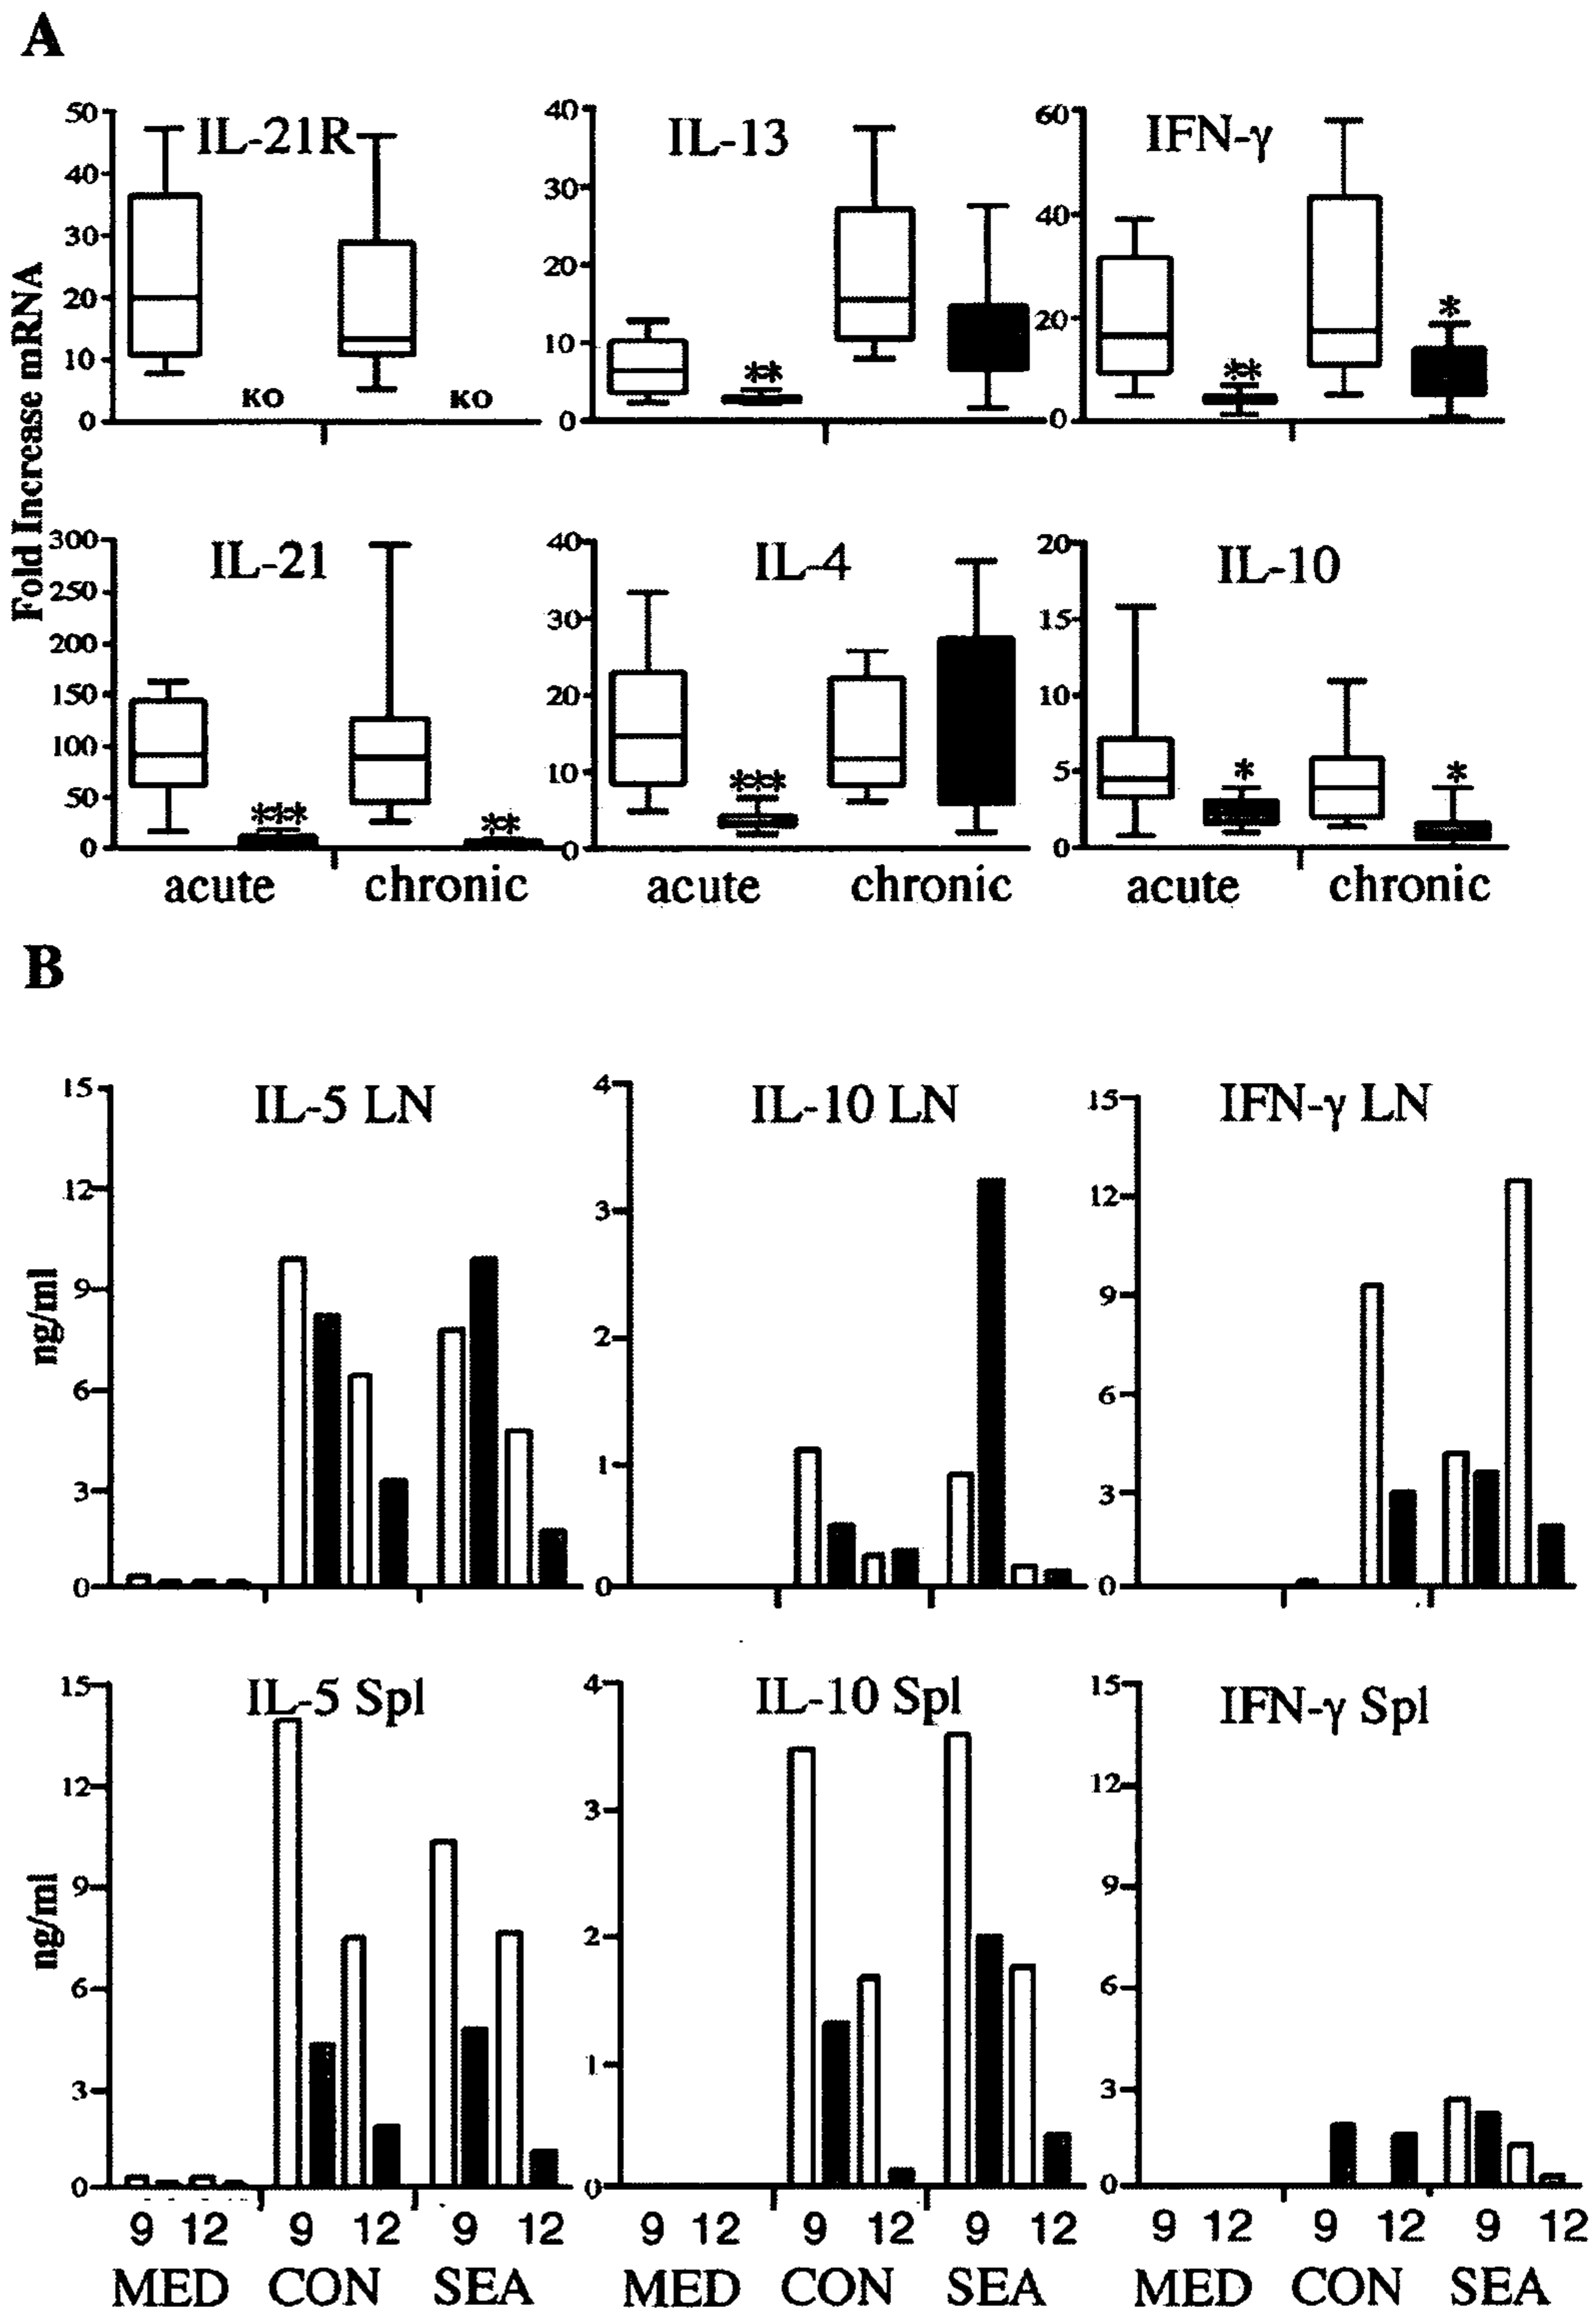 A
Fold Increase mRNA
IL-21R
50
40
30
20
10
0
KO
KO
IL-13
40
30
20
10
0
**
IFN-γ
60
40
20
0
**
*
IL-21
300
250
200
150
100
50
0
***
**
acute chronic
IL-4
40
30
20
10
0
***
acute chronic
IL-10
20
15
10
5
0
*
*
acute chronic
B
ng/ml
IL-5 LN
15
12
9
6
3
0
IL-10 LN
4
3
2
1
0
IFN-γ LN
15
12
9
6
3
0
ng/ml
IL-5 Spl
15
12
9
6
3
0
9 12 9 12 9 12
MED CON SEA
IL-10 Spl
4
3
2
1
0
9 12 9 12 9 12
MED CON SEA
IFN-γ Spl
15
12
9
6
3
0
9 12 9 12 9 12
MED CON SEA